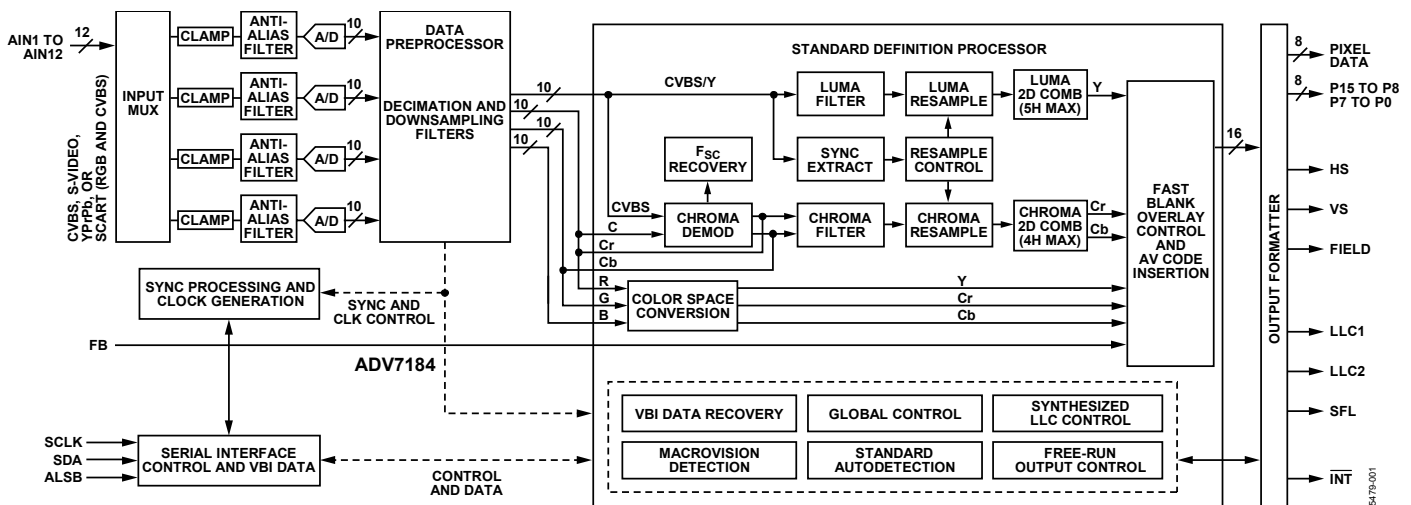 AIN1 TO
AIN12
12
INPUT
MUX
CVBS, S-VIDEO,
YPrPb, OR
SCART (RGB AND CVBS)
CLAMP
ANTI-
ALIAS
FILTER
A/D
10
CLAMP
ANTI-
ALIAS
FILTER
A/D
10
CLAMP
ANTI-
ALIAS
FILTER
A/D
10
CLAMP
ANTI-
ALIAS
FILTER
A/D
10
DATA
PREPROCESSOR
DECIMATION AND
DOWNSAMPLING
FILTERS
10
10
10
10
STANDARD DEFINITION PROCESSOR
CVBS/Y
LUMA
FILTER
LUMA
RESAMPLE
LUMA
2D COMB
(5H MAX)
Y
FSC
RECOVERY
SYNC
EXTRACT
RESAMPLE
CONTROL
CVBS
C
Cr
Cb
CHROMA
DEMOD
CHROMA
FILTER
CHROMA
RESAMPLE
CHROMA
2D COMB
(4H MAX)
Cr
Cb
R
G
B
COLOR SPACE
CONVERSION
Y
Cr
Cb
FAST
BLANK
OVERLAY
CONTROL
AND
AV CODE
INSERTION
16
OUTPUT FORMATTER
8
PIXEL
DATA
8
P15 TO P8
P7 TO P0
HS
VS
FIELD
LLC1
LLC2
SFL
INT
SYNC PROCESSING AND
CLOCK GENERATION
SYNC AND
CLK CONTROL
FB
ADV7184
SCLK
SDA
ALSB
SERIAL INTERFACE
CONTROL AND VBI DATA
CONTROL
AND DATA
VBI DATA RECOVERY
GLOBAL CONTROL
SYNTHESIZED
LLC CONTROL
MACROVISION
DETECTION
STANDARD
AUTODETECTION
FREE-RUN
OUTPUT CONTROL
5479-001